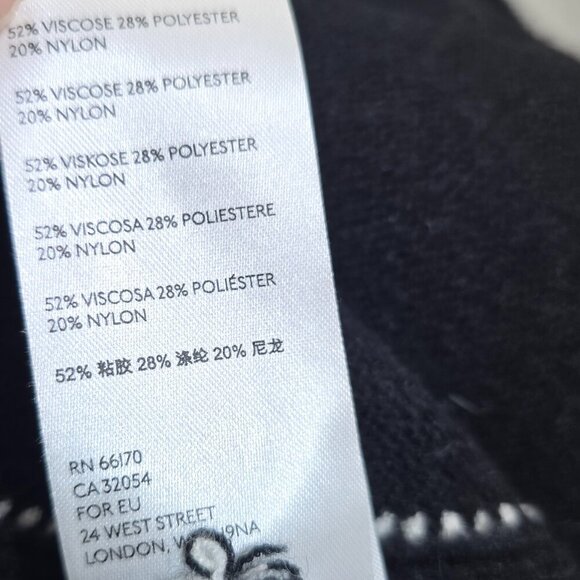 52% VISCOSE 28% POLYESTER
20% NYLON
52% VISCOSE 28% POLYESTER
20% NYLON
52% VISKOSE 28% POLYESTER
20% NYLON
52% VISCOSA 28% POLIESTERE
20% NYLON
52% VISCOSA 28% POLIÉSTER
20% NYLON
52% 粘胶 28% 涤纶 20% 尼龙
RN 66170
CA 32054
FOR EU
24 WEST STREET
LONDON,